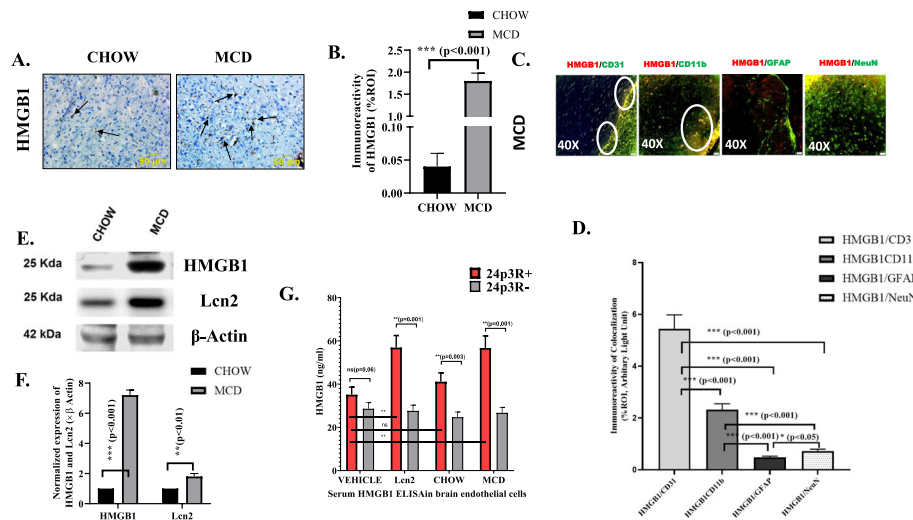 A.
CHOW
MCD
HMGB1
50 µm
50 µm
B.
CHOW
MCD
*** (p<0.001)
Immunoreactivity
of HMGB1 (%ROI)
2.5
2.0
1.5
1.0
0.05
0.00
CHOW
MCD
C.
HMGB1/CD31
HMGB1/CD11b
HMGB1/GFAP
HMGB1/NeuN
MCD
40X
40X
40X
40X
D.
HMGB1/CD3
HMGB1CD11
HMGB1/GFAP
HMGB1/NeuN
Immunoreactivity of Colocalization
(%ROI, Arbitary Light Unit)
8
6
4
2
0
*** (p<0.001)
*** (p<0.001)
*** (p<0.001)
*** (p<0.001)
*** (p<0.001)
* (p<0.05)
HMGB1/CD31
HMGB1CD11b
HMGB1/GFAP
HMGB1/NeuN
E.
CHOW
MCD
25 Kda
HMGB1
25 Kda
Lcn2
42 kDa
β-Actin
F.
CHOW
MCD
Normalized expression of
HMGB1 and Lcn2 (×β Actin)
8
6
4
2
0
*** (p<0.001)
**(p<0.01)
HMGB1
Lcn2
G.
24p3R+
24p3R-
HMGB1 (ng/ml)
80
60
40
20
0
ns(p=0.06)
**(p=0.001)
**(p=0.003)
**(p=0.001)
**
ns
**
VEHICLE
Lcn2
CHOW
MCD
Serum HMGB1 ELISAin brain endothelial cells